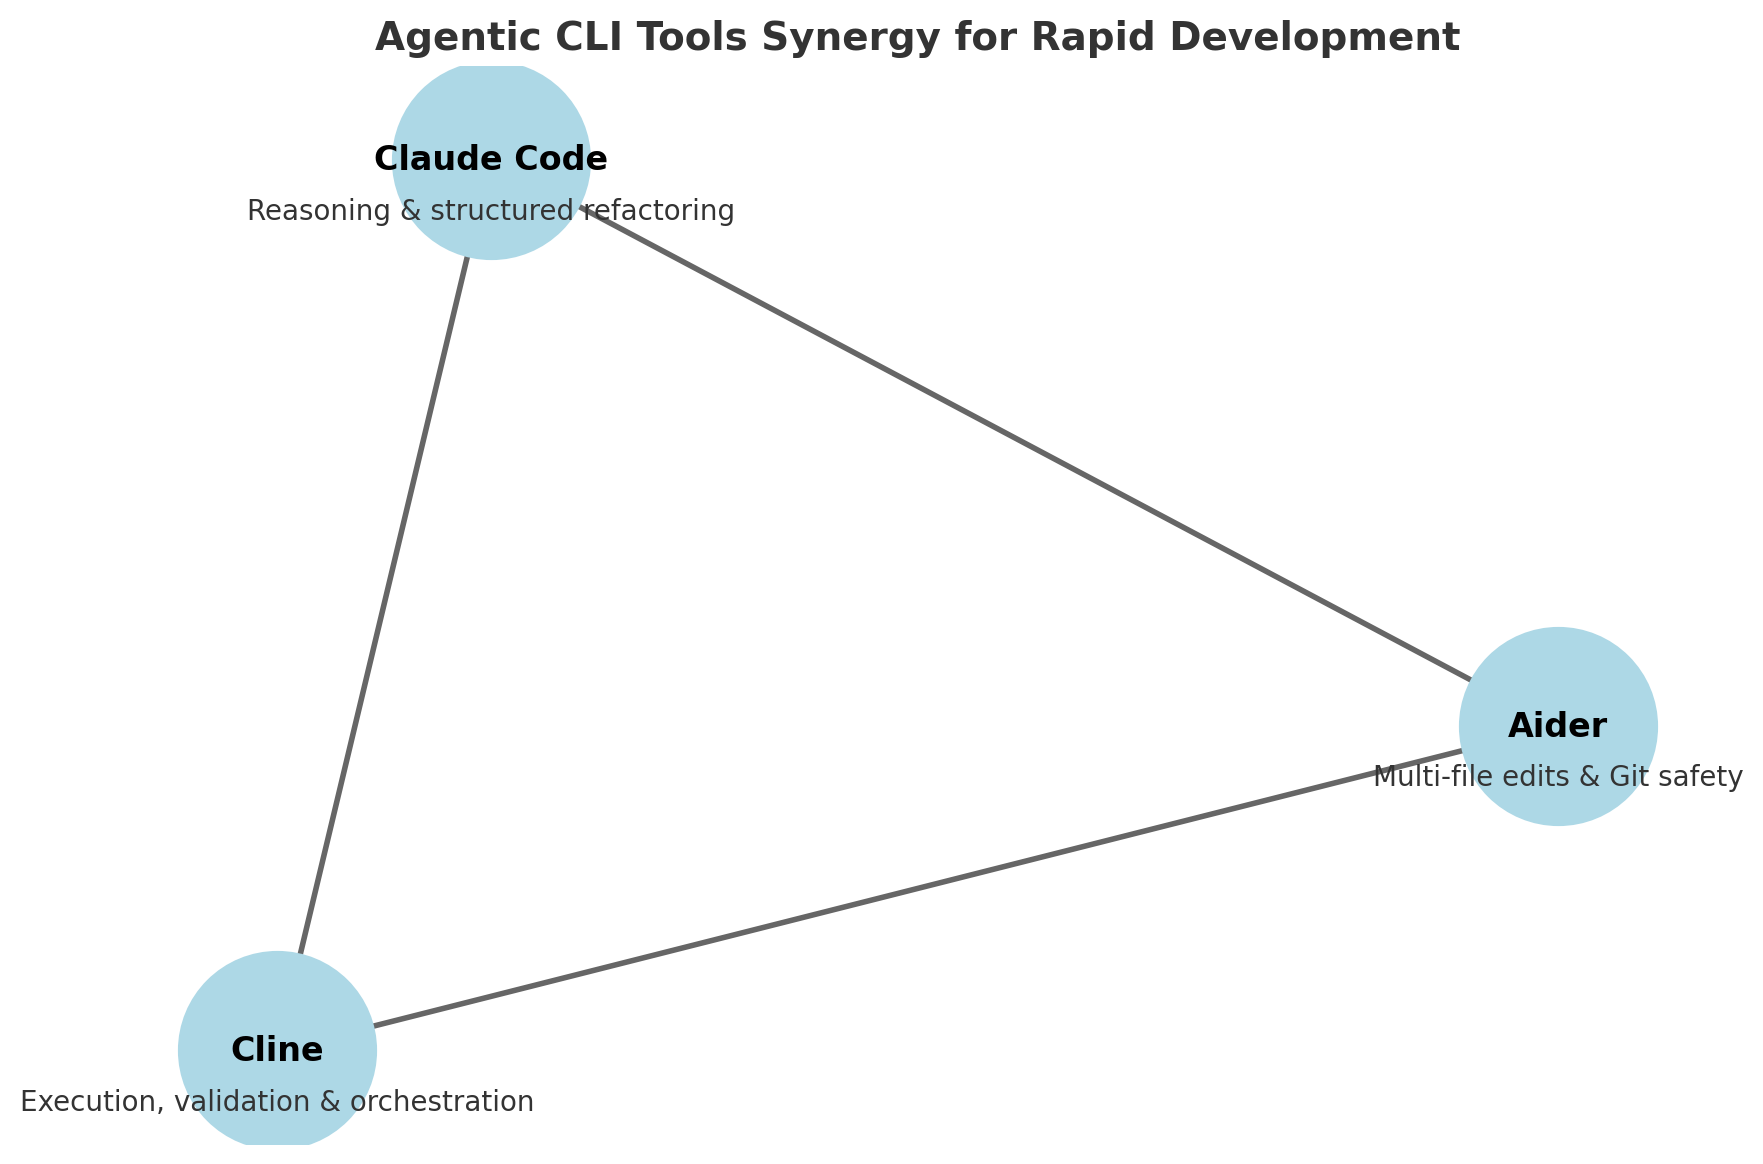 Agentic CLI Tools Synergy for Rapid Development
Claude Code
Reasoning & structured refactoring
Aider
Multi-file edits & Git safety
Cline
Execution, validation & orchestration